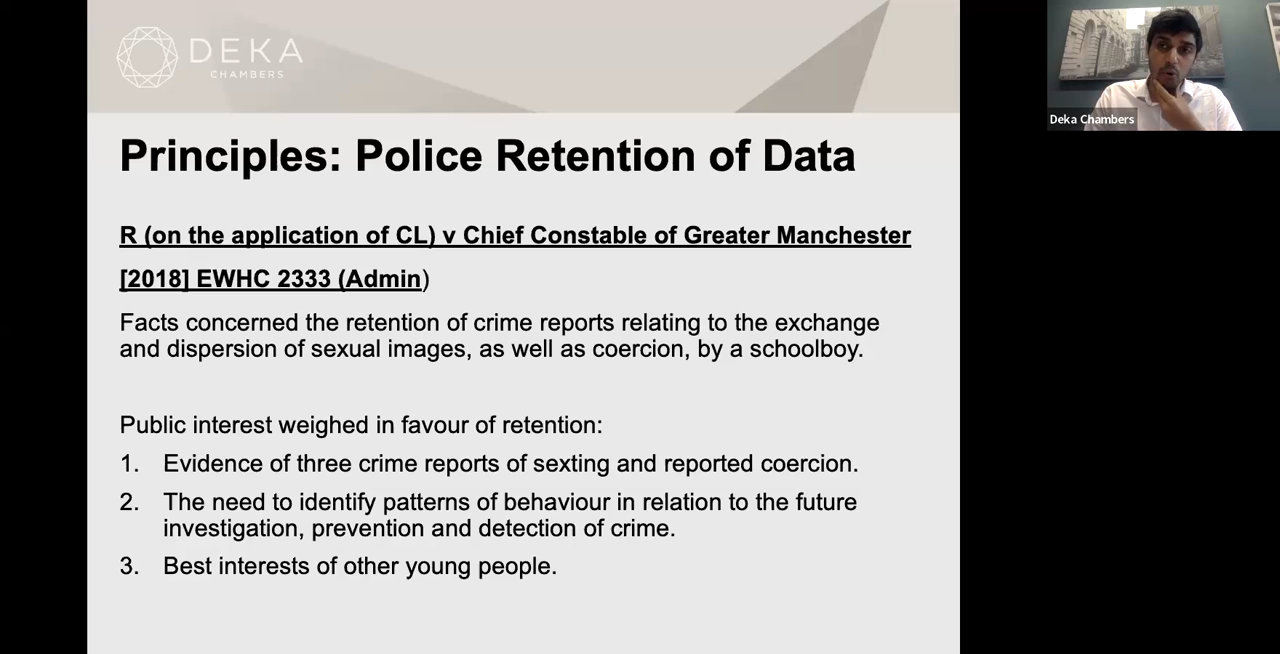 DEKA
CHAMBERS
Deka Chambers
Principles: Police Retention of Data
R (on the application of CL) v Chief Constable of Greater Manchester
[2018] EWHC 2333 (Admin)
Facts concerned the retention of crime reports relating to the exchange
and dispersion of sexual images, as well as coercion, by a schoolboy.
Public interest weighed in favour of retention:
1. Evidence of three crime reports of sexting and reported coercion.
2. The need to identify patterns of behaviour in relation to the future
investigation, prevention and detection of crime.
3. Best interests of other young people.